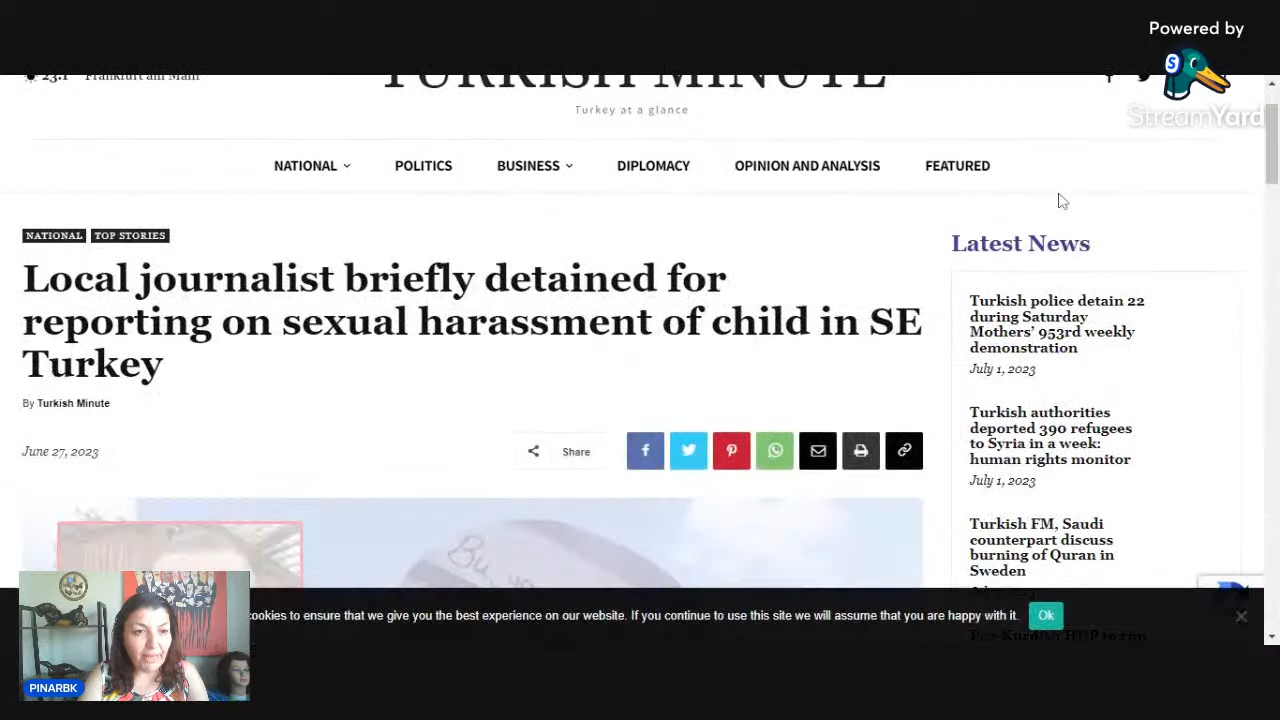 Powered by
StreamYard
23.1 Frankfurt am Main
TURKISH MINUTE
Turkey at a glance
NATIONAL
POLITICS
BUSINESS
DIPLOMACY
OPINION AND ANALYSIS
FEATURED
NATIONAL TOP STORIES
Local journalist briefly detained for
reporting on sexual harassment of child in SE
Turkey
By Turkish Minute
June 27, 2023
Share
Latest News
Turkish police detain 22
during Saturday
Mothers' 953rd weekly
demonstration
July 1, 2023
Turkish authorities
deported 390 refugees
to Syria in a week:
human rights monitor
July 1, 2023
Turkish FM, Saudi
counterpart discuss
burning of Quran in
Sweden
cookies to ensure that we give you the best experience on our website. If you continue to use this site we will assume that you are happy with it.
Ok
PINARBK